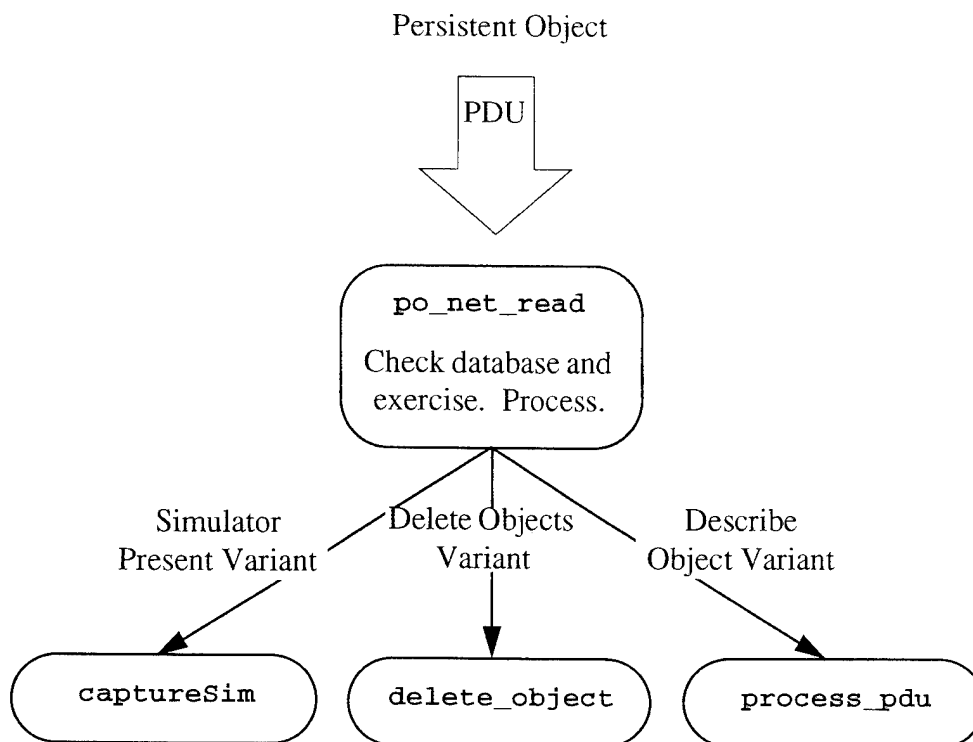 Persistent Object
PDU
po_net_read
Check database and
exercise. Process.
Simulator
Present Variant
Delete Objects
Variant
Describe
Object Variant
captureSim
delete_object
process_pdu